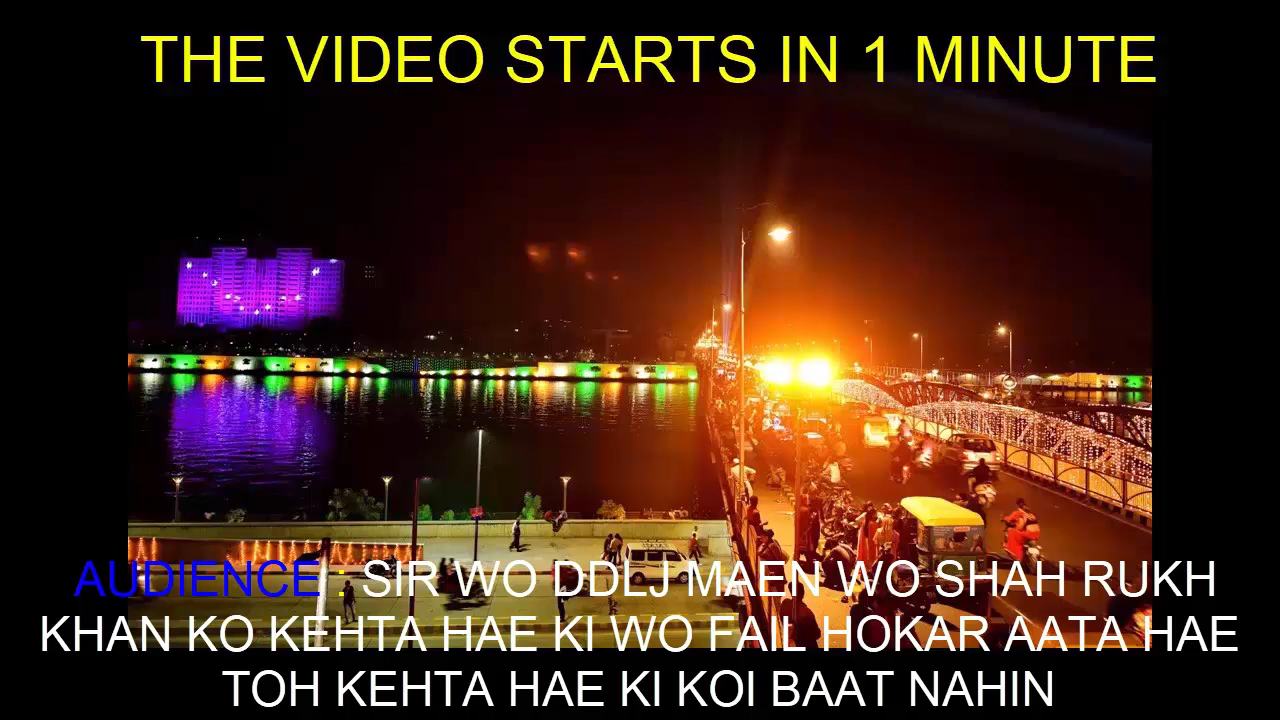 THE VIDEO STARTS IN 1 MINUTE
AUDIENCE : SIR WO DDLJ MAEN WO SHAH RUKH
KHAN KO KEHTA HAE KI WO FAIL HOKAR AATA HAE
TOH KEHTA HAE KI KOI BAAT NAHIN